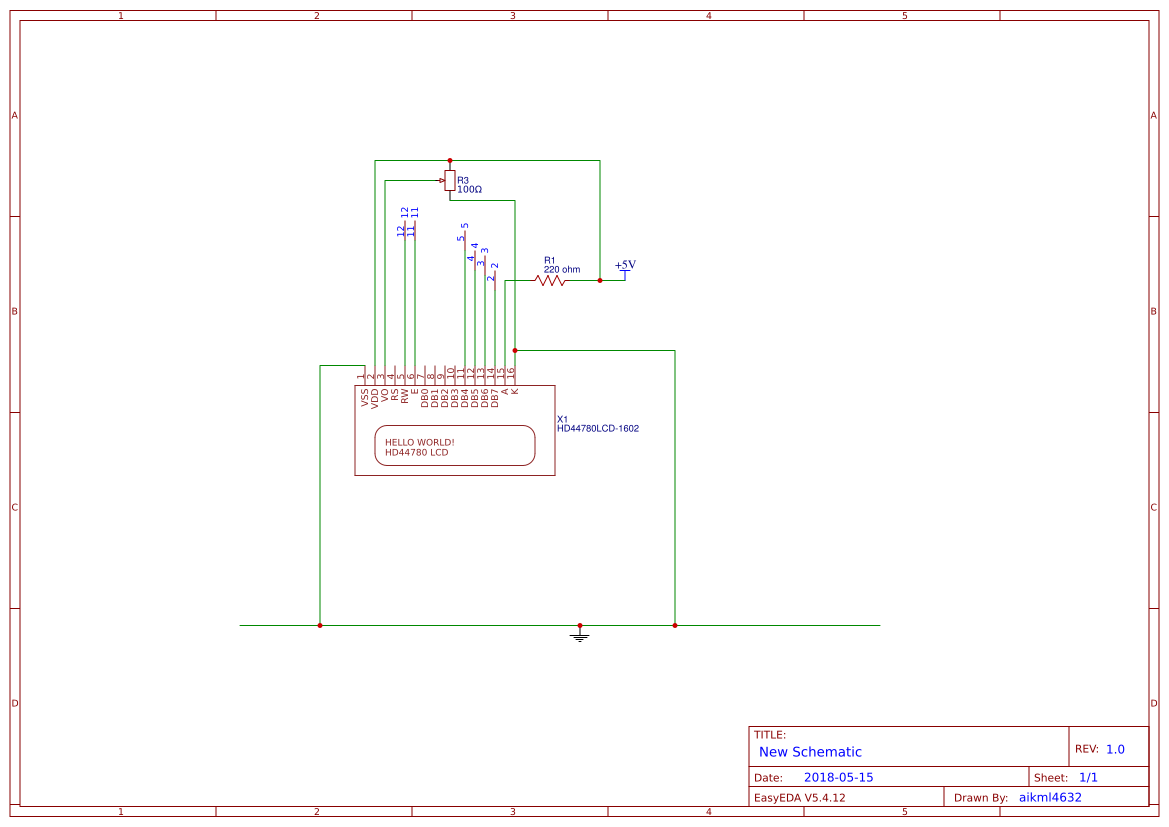 1 2 3 4 5
A A
R3
100Ω
12 11
12 11
5
5
4
4
3
3
2
2
R1
220 ohm
+5V
B B
1 2 3 4 5 6 7 8 9 10 11 12 13 14 15 16
VSS VDD VO RS RW E DB0 DB1 DB2 DB3 DB4 DB5 DB6 DB7 A K
X1
HD44780LCD-1602
HELLO WORLD!
HD44780 LCD
C C
D D
TITLE:
New Schematic
REV: 1.0
Date: 2018-05-15
Sheet: 1/1
EasyEDA V5.4.12
Drawn By: aikml4632
1 2 3 4 5